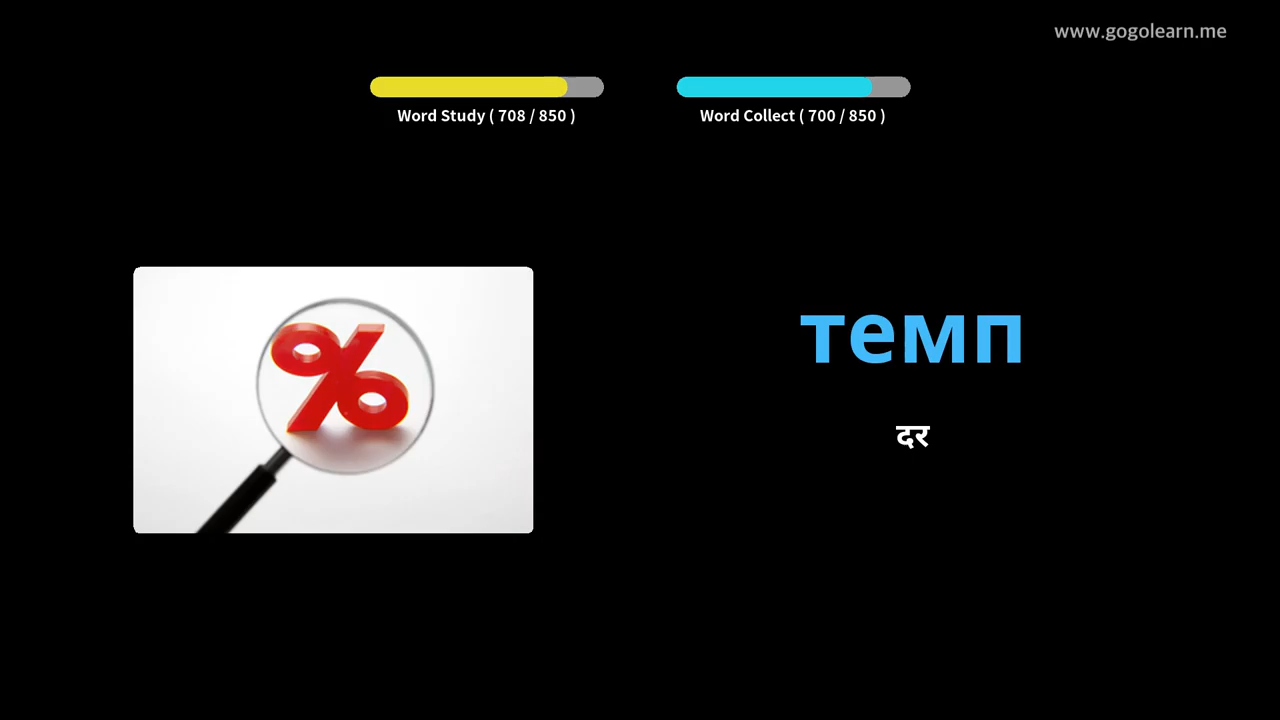 www.gogolearn.me
Word Study ( 708 / 850 )
Word Collect ( 700 / 850 )
%
темп
दर